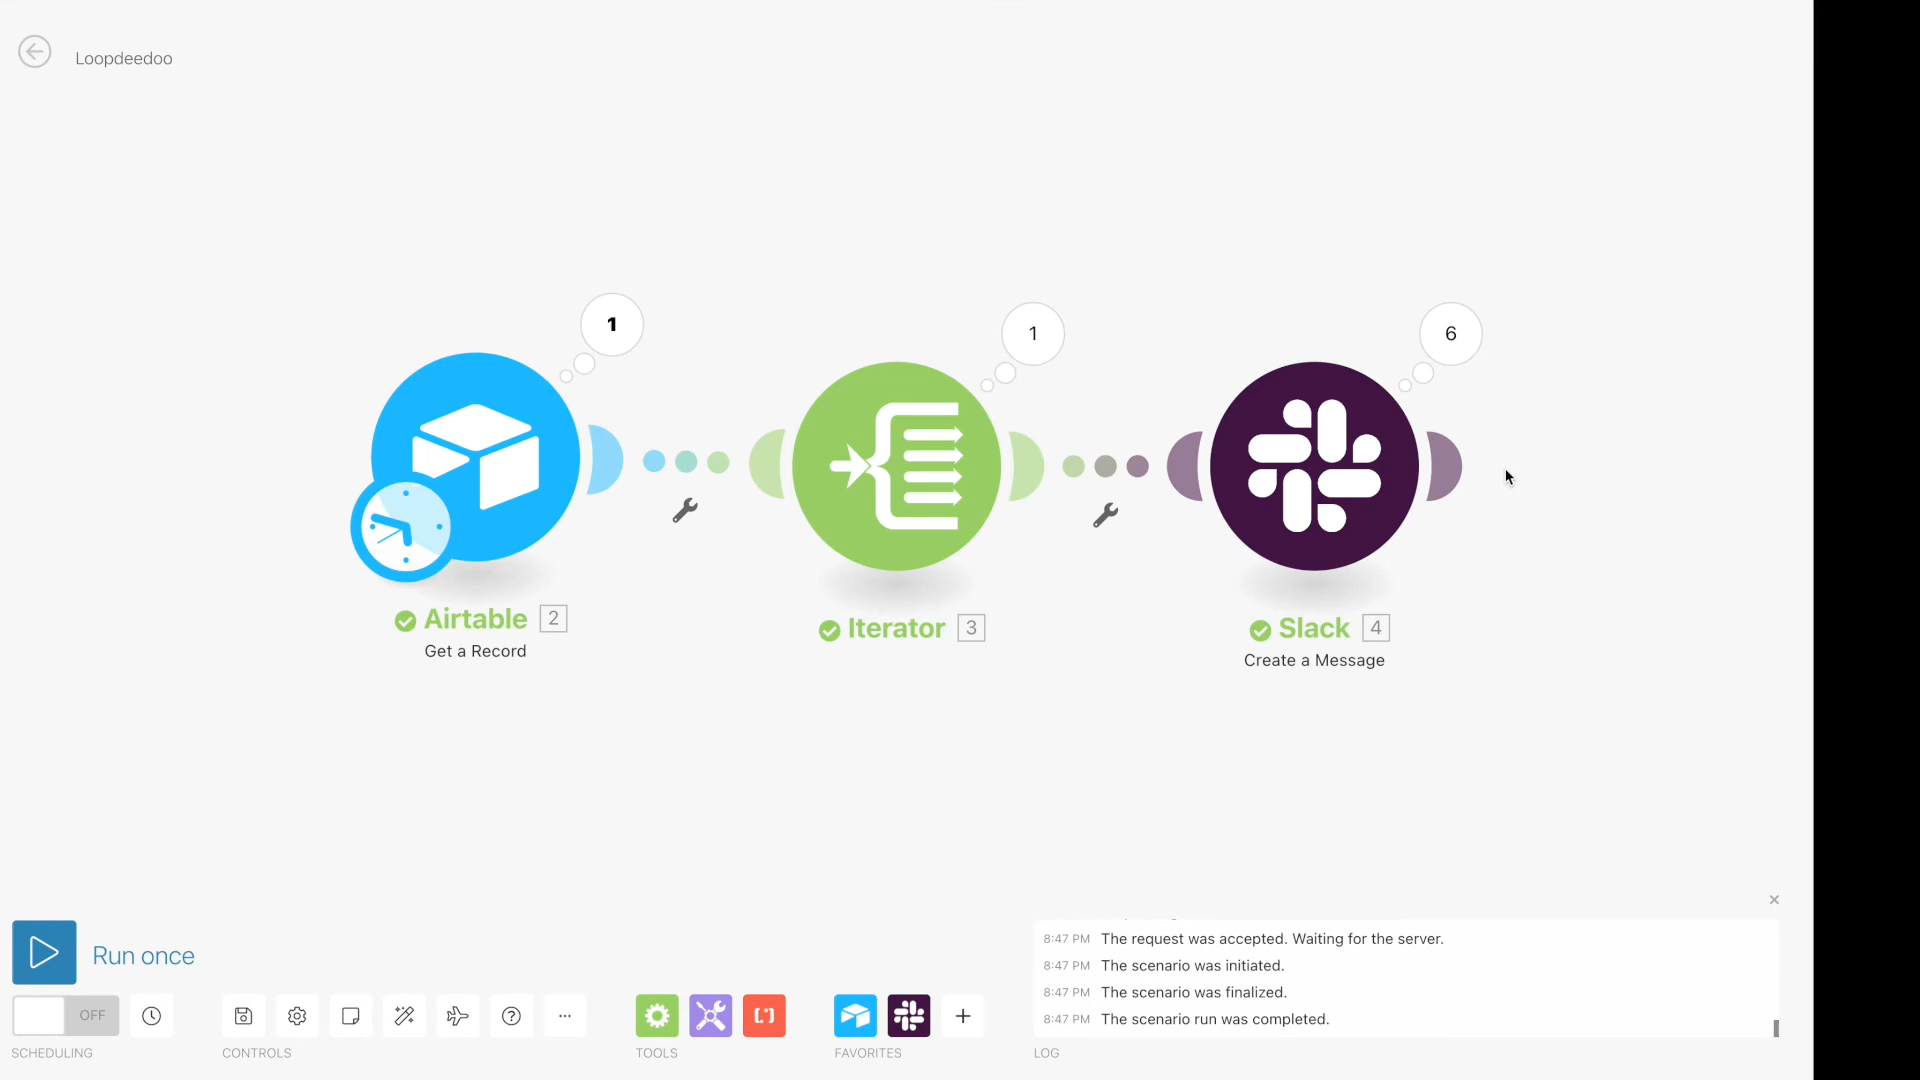 Loopdeedoo
1
1
6
Airtable 2
Get a Record
Iterator 3
Slack 4
Create a Message
Run once
OFF
SCHEDULING
CONTROLS
TOOLS
FAVORITES
8:47 PM The request was accepted. Waiting for the server.
8:47 PM The scenario was initiated.
8:47 PM The scenario was finalized.
8:47 PM The scenario run was completed.
LOG